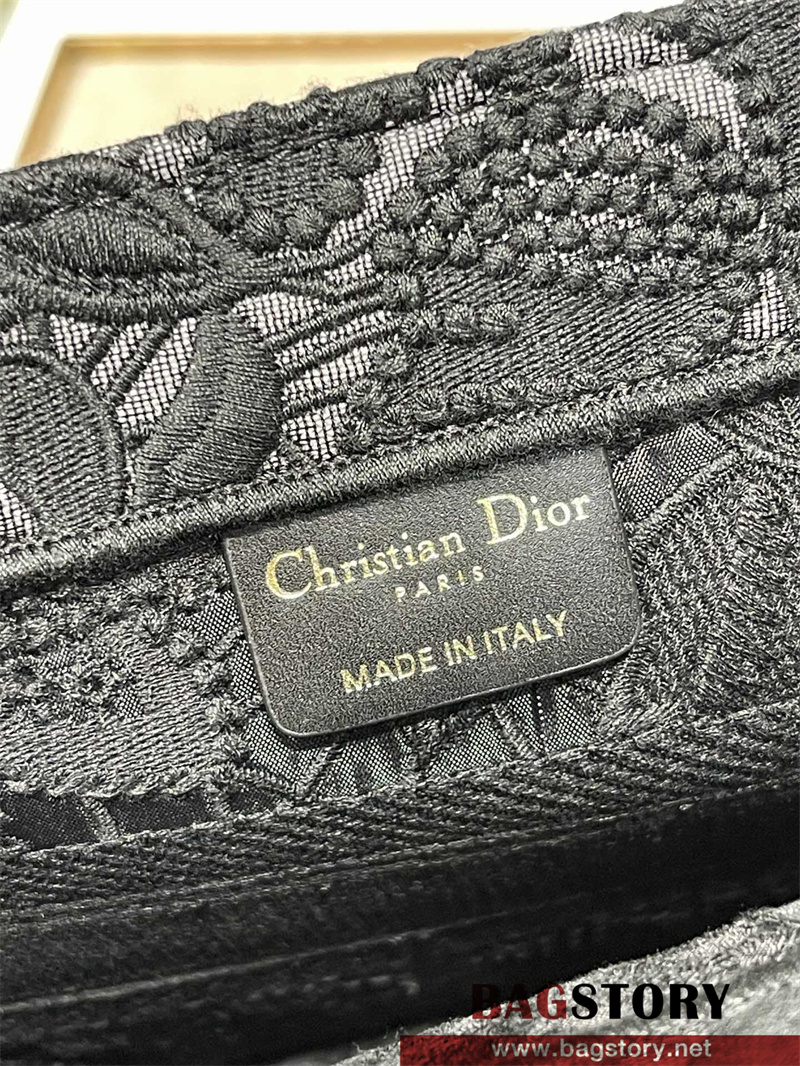 Christian Dior
PARIS
MADE IN ITALY
BAGSTORY
www.bagstory.net